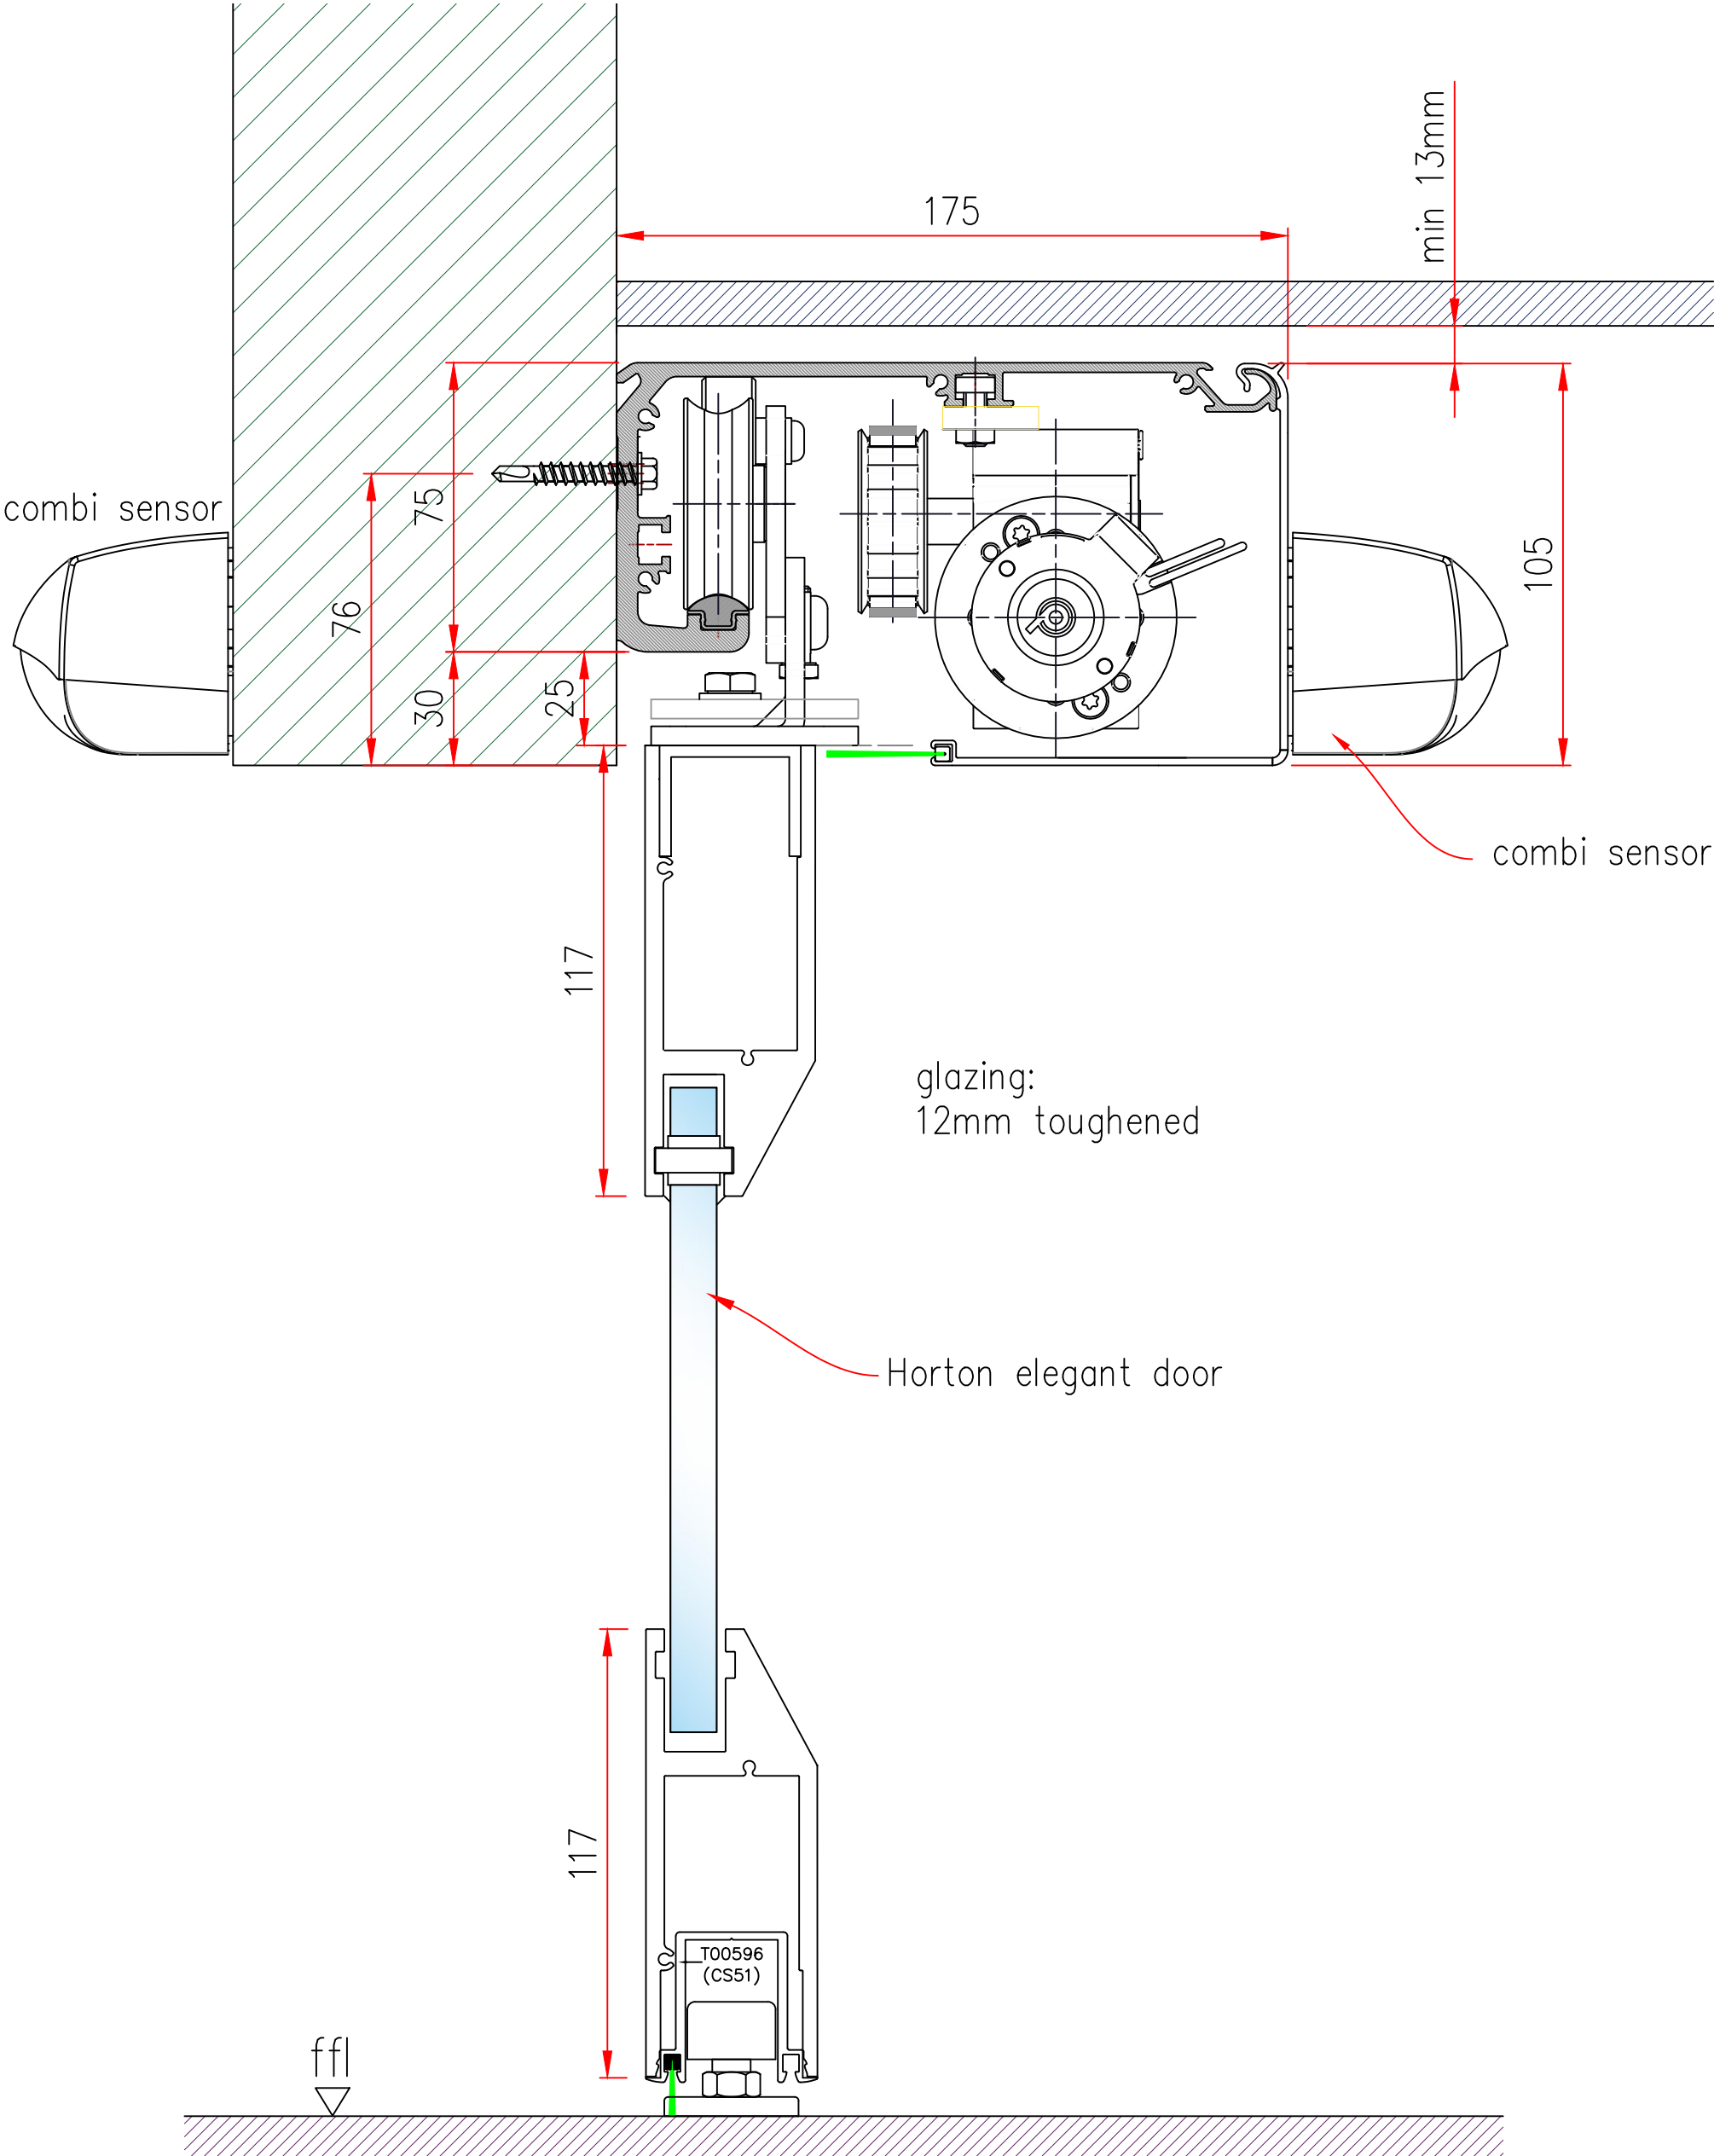 min 13mm
175
combi sensor
75
105
76
30
25
combi sensor
117
glazing:
12mm toughened
Horton elegant door
117
T00596
(CS51)
ffl